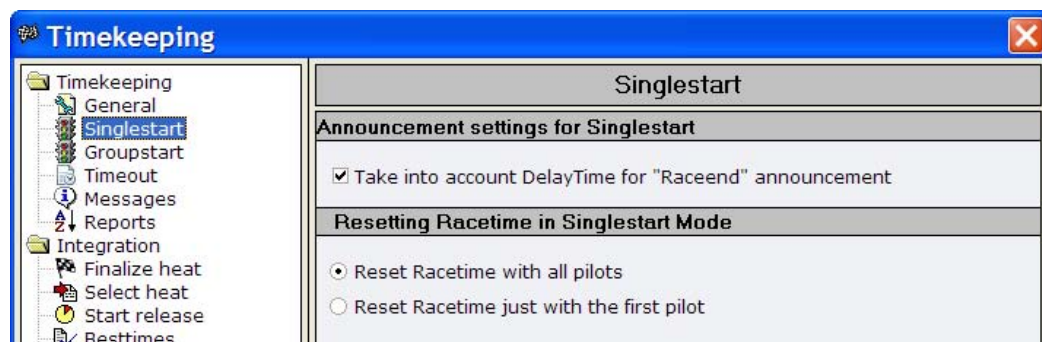 Timekeeping
Timekeeping
General
Singlestart
Groupstart
Timeout
Messages
Reports
Integration
Finalize heat
Select heat
Start release
Besttimes
Singlestart
Announcement settings for Singlestart
Take into account DelayTime for "Raceend" announcement
Resetting Racetime in Singlestart Mode
Reset Racetime with all pilots
Reset Racetime just with the first pilot